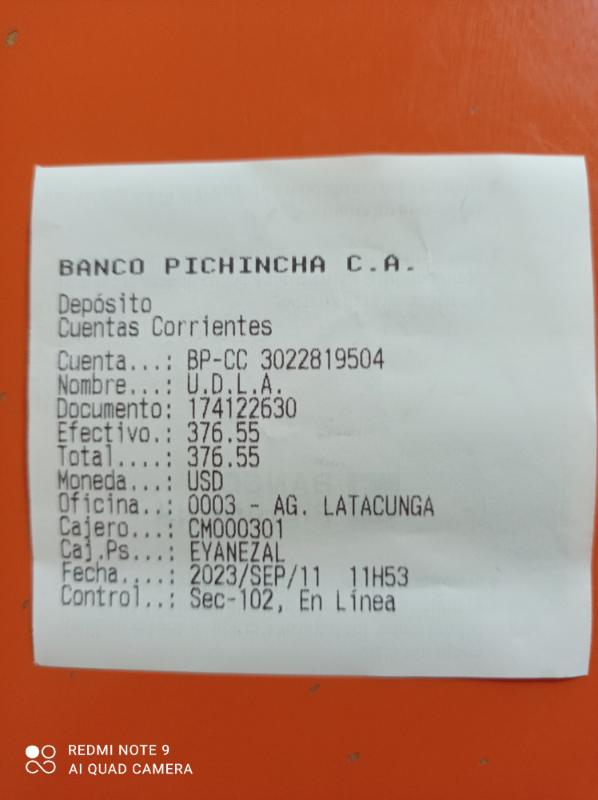 BANCO PICHINCHA C.A.
Depósito
Cuentas Corrientes
Cuenta...: BP-CC 3022819504
Nombre...: U.D.L.A.
Documento: 174122630
Efectivo.: 376.55
Total....: 376.55
Moneda...: USD
Oficina..: 0003 - AG. LATACUNGA
Cajero...: CM000301
Caj.Ps...: EYANEZAL
Fecha....: 2023/SEP/11 11H53
Control..: Sec-102, En Línea
REDMI NOTE 9
AI QUAD CAMERA